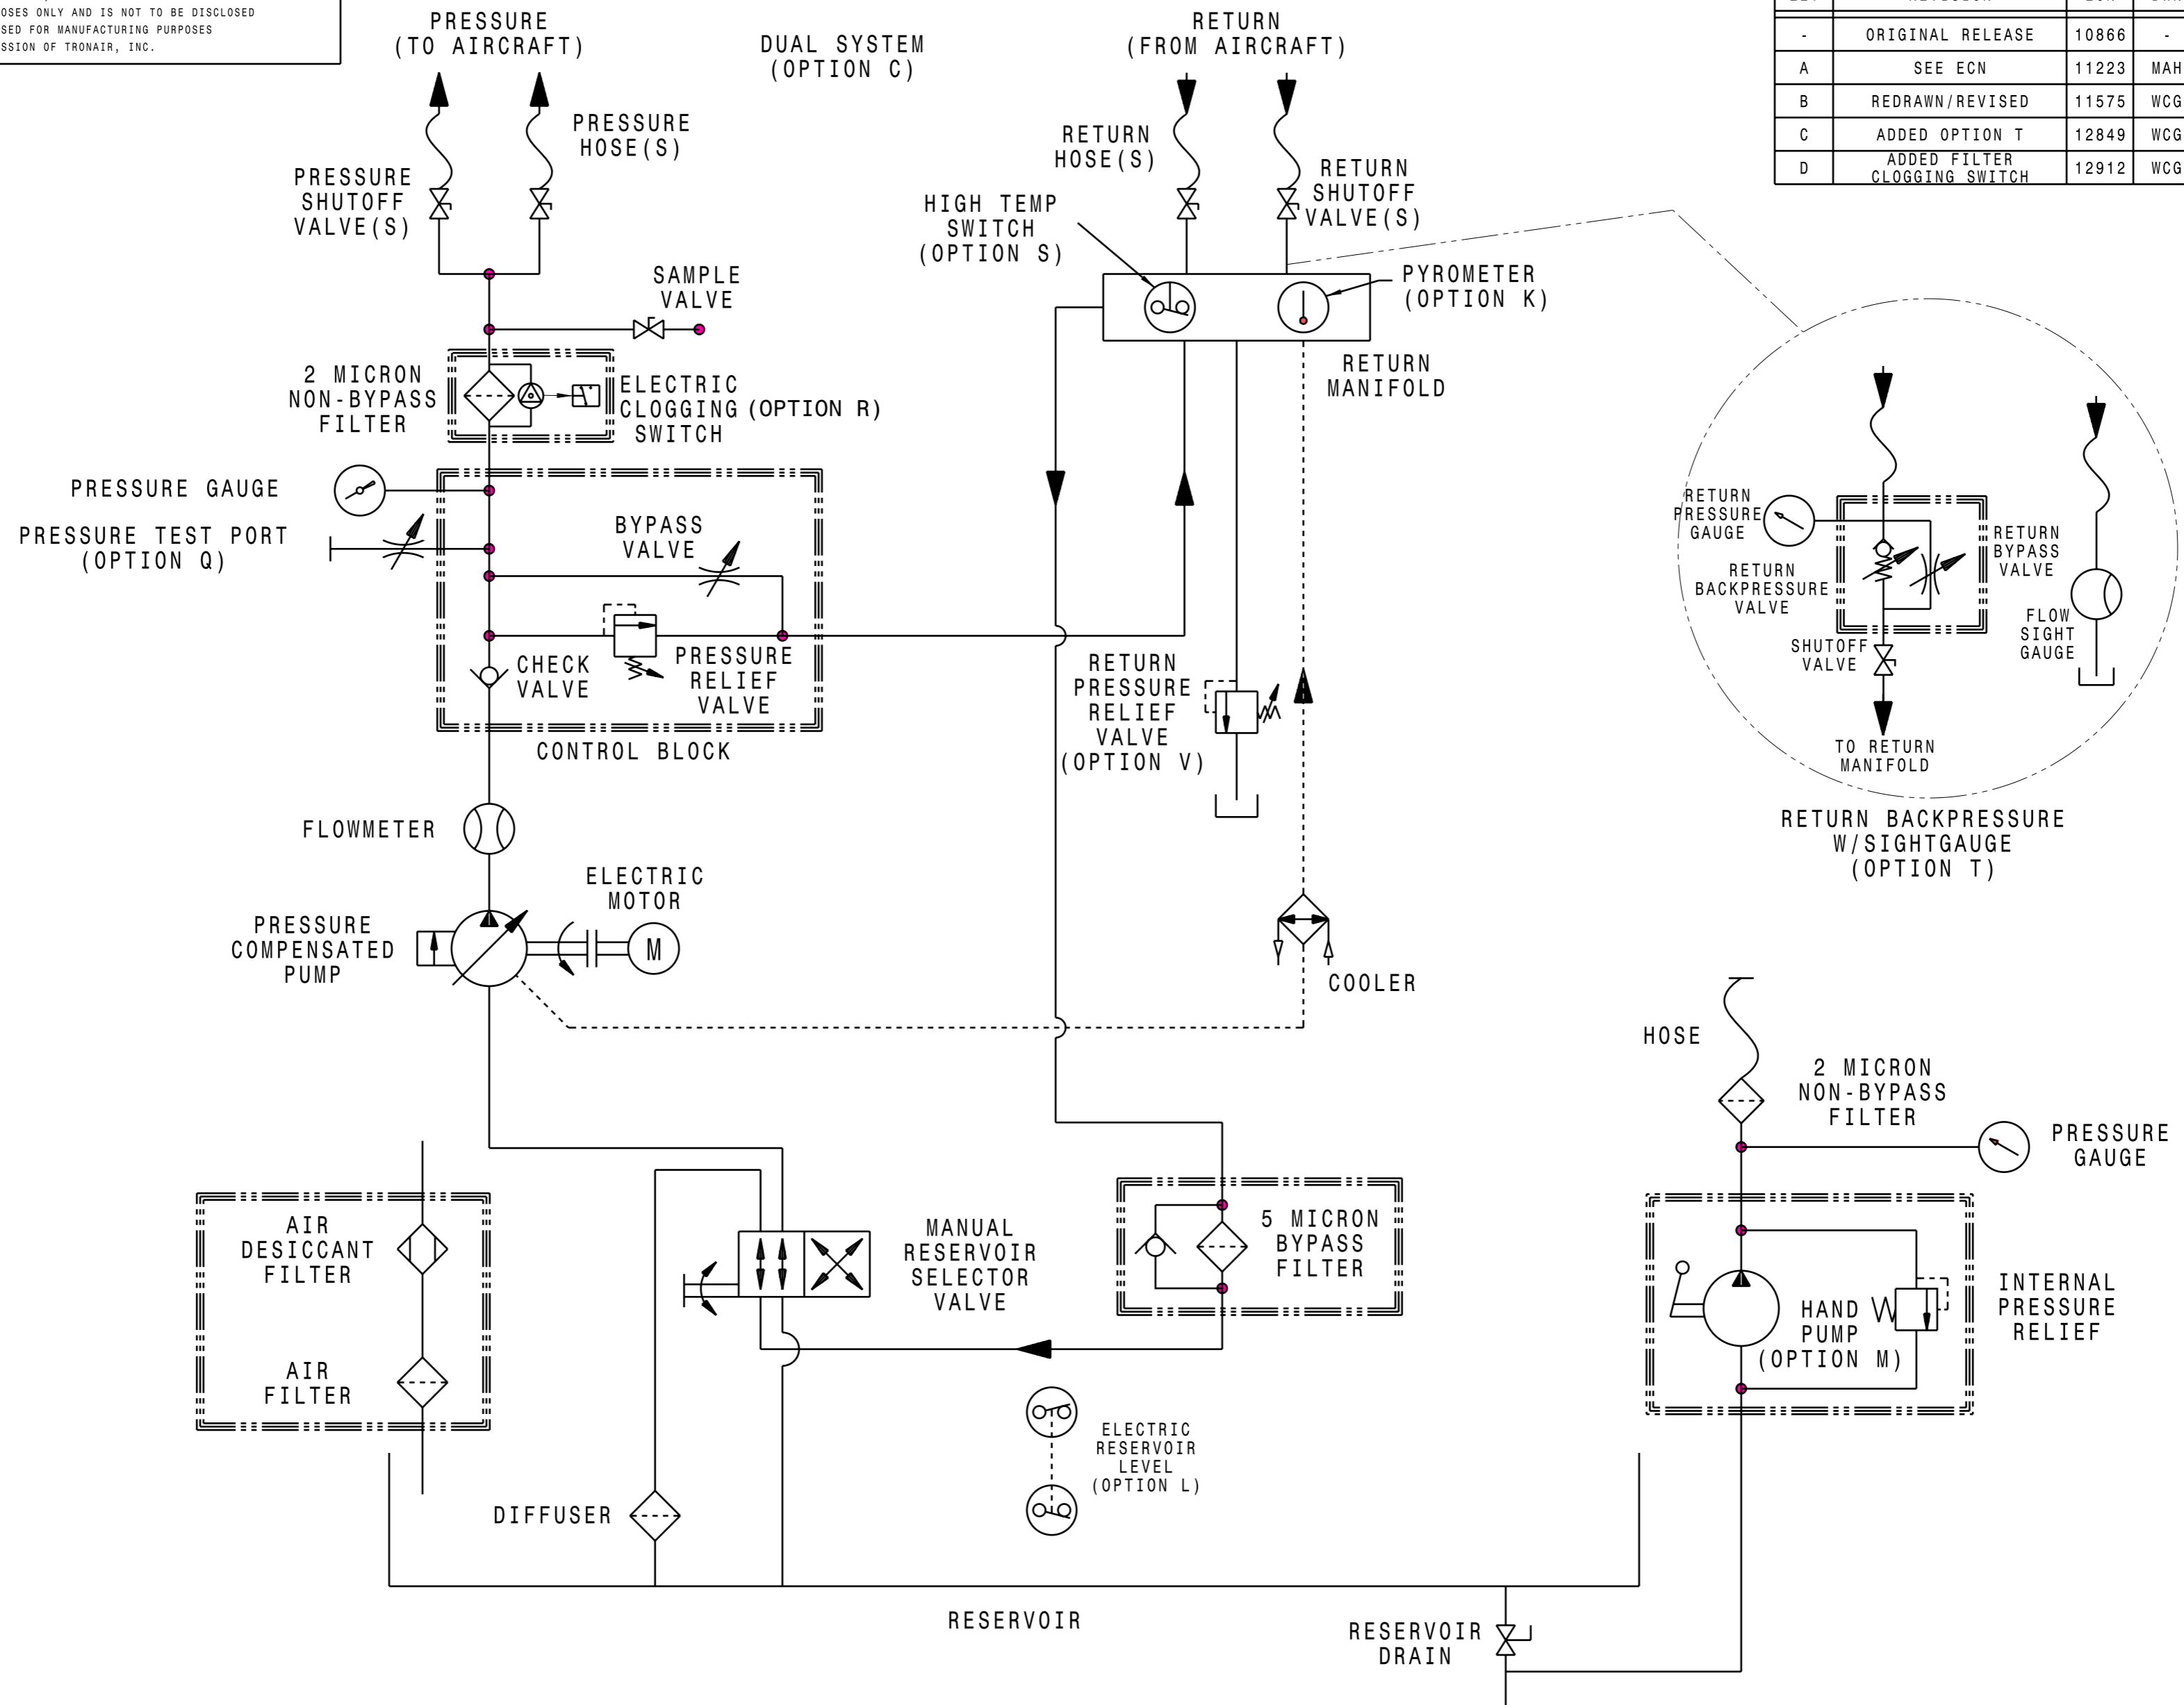 OSES ONLY AND IS NOT TO BE DISCLOSED
SED FOR MANUFACTURING PURPOSES
SSION OF TRONAIR, INC.
PRESSURE
(TO AIRCRAFT)
DUAL SYSTEM
(OPTION C)
RETURN
(FROM AIRCRAFT)
- ORIGINAL RELEASE 10866 -
A SEE ECN 11223 MAH
B REDRAWN/REVISED 11575 WCG
C ADDED OPTION T 12849 WCG
D ADDED FILTER
CLOGGING SWITCH 12912 WCG
PRESSURE
HOSE(S)
PRESSURE
SHUTOFF
VALVE(S)
RETURN
HOSE(S)
RETURN
SHUTOFF
VALVE(S)
HIGH TEMP
SWITCH
(OPTION S)
SAMPLE
VALVE
PYROMETER
(OPTION K)
RETURN
MANIFOLD
2 MICRON
NON-BYPASS
FILTER
ELECTRIC
CLOGGING (OPTION R)
SWITCH
PRESSURE GAUGE
PRESSURE TEST PORT
(OPTION Q)
BYPASS
VALVE
CHECK
VALVE
PRESSURE
RELIEF
VALVE
CONTROL BLOCK
RETURN
PRESSURE
RELIEF
VALVE
(OPTION V)
RETURN
PRESSURE
GAUGE
RETURN
BYPASS
VALVE
RETURN
BACKPRESSURE
VALVE
FLOW
SIGHT
GAUGE
SHUTOFF
VALVE
TO RETURN
MANIFOLD
RETURN BACKPRESSURE
W/SIGHTGAUGE
(OPTION T)
FLOWMETER
ELECTRIC
MOTOR
M
PRESSURE
COMPENSATED
PUMP
COOLER
HOSE
2 MICRON
NON-BYPASS
FILTER
PRESSURE
GAUGE
AIR
DESICCANT
FILTER
AIR
FILTER
MANUAL
RESERVOIR
SELECTOR
VALVE
5 MICRON
BYPASS
FILTER
HAND
PUMP
(OPTION M)
INTERNAL
PRESSURE
RELIEF
ELECTRIC
RESERVOIR
LEVEL
(OPTION L)
DIFFUSER
RESERVOIR
RESERVOIR
DRAIN